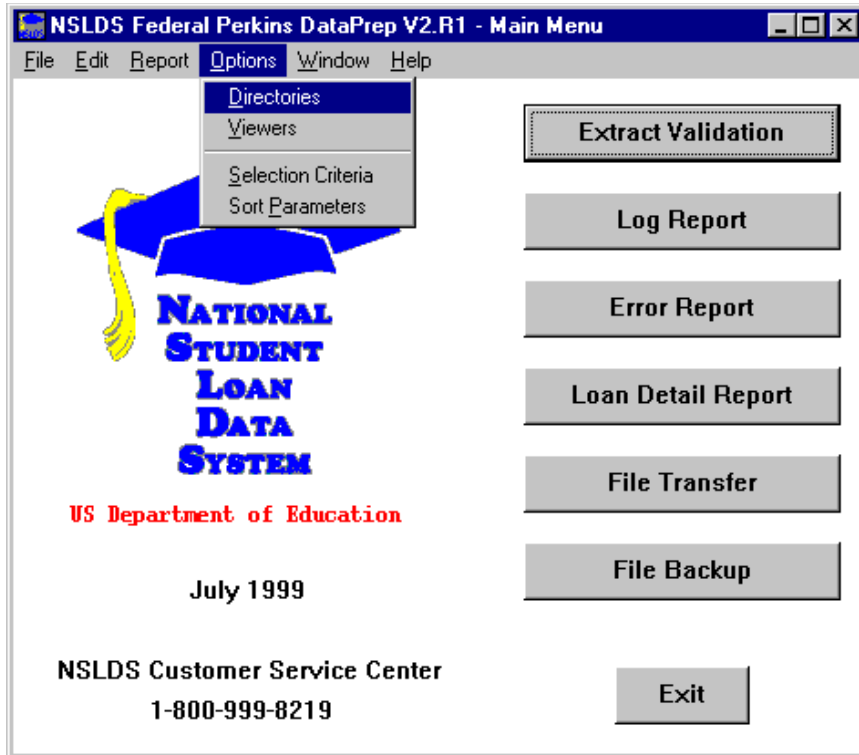 NSLDS Federal Perkins DataPrep V2.R1 - Main Menu
File Edit Report Options Window Help
Directories
Viewers
Selection Criteria
Sort Parameters
Extract Validation
Log Report
Error Report
Loan Detail Report
File Transfer
File Backup
Exit
NATIONAL
STUDENT
LOAN
DATA
SYSTEM
US Department of Education
July 1999
NSLDS Customer Service Center
1-800-999-8219